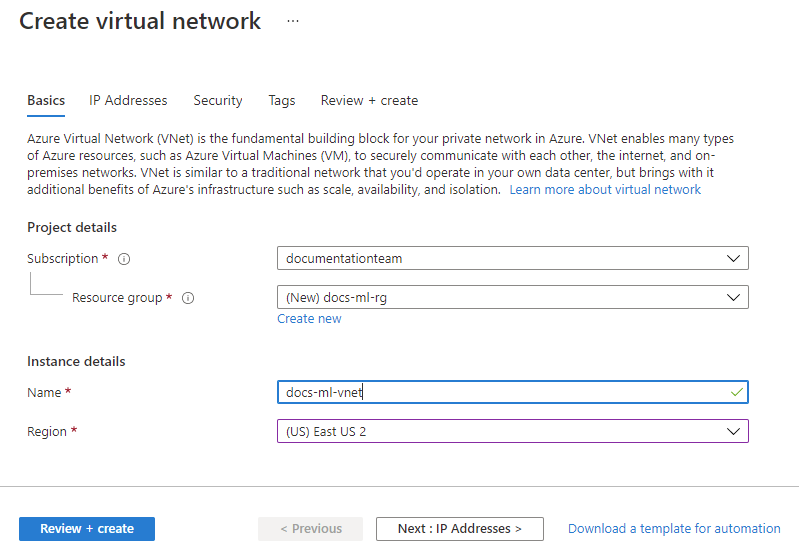 Create virtual network ...
Basics IP Addresses Security Tags Review + create
Azure Virtual Network (VNet) is the fundamental building block for your private network in Azure. VNet enables many types
of Azure resources, such as Azure Virtual Machines (VM), to securely communicate with each other, the internet, and on-
premises networks. VNet is similar to a traditional network that you'd operate in your own data center, but brings with it
additional benefits of Azure's infrastructure such as scale, availability, and isolation. Learn more about virtual network
Project details
Subscription * documentationteam
Resource group * (New) docs-ml-rg
Create new
Instance details
Name * docs-ml-vnet
Region * (US) East US 2
Review + create < Previous Next : IP Addresses > Download a template for automation